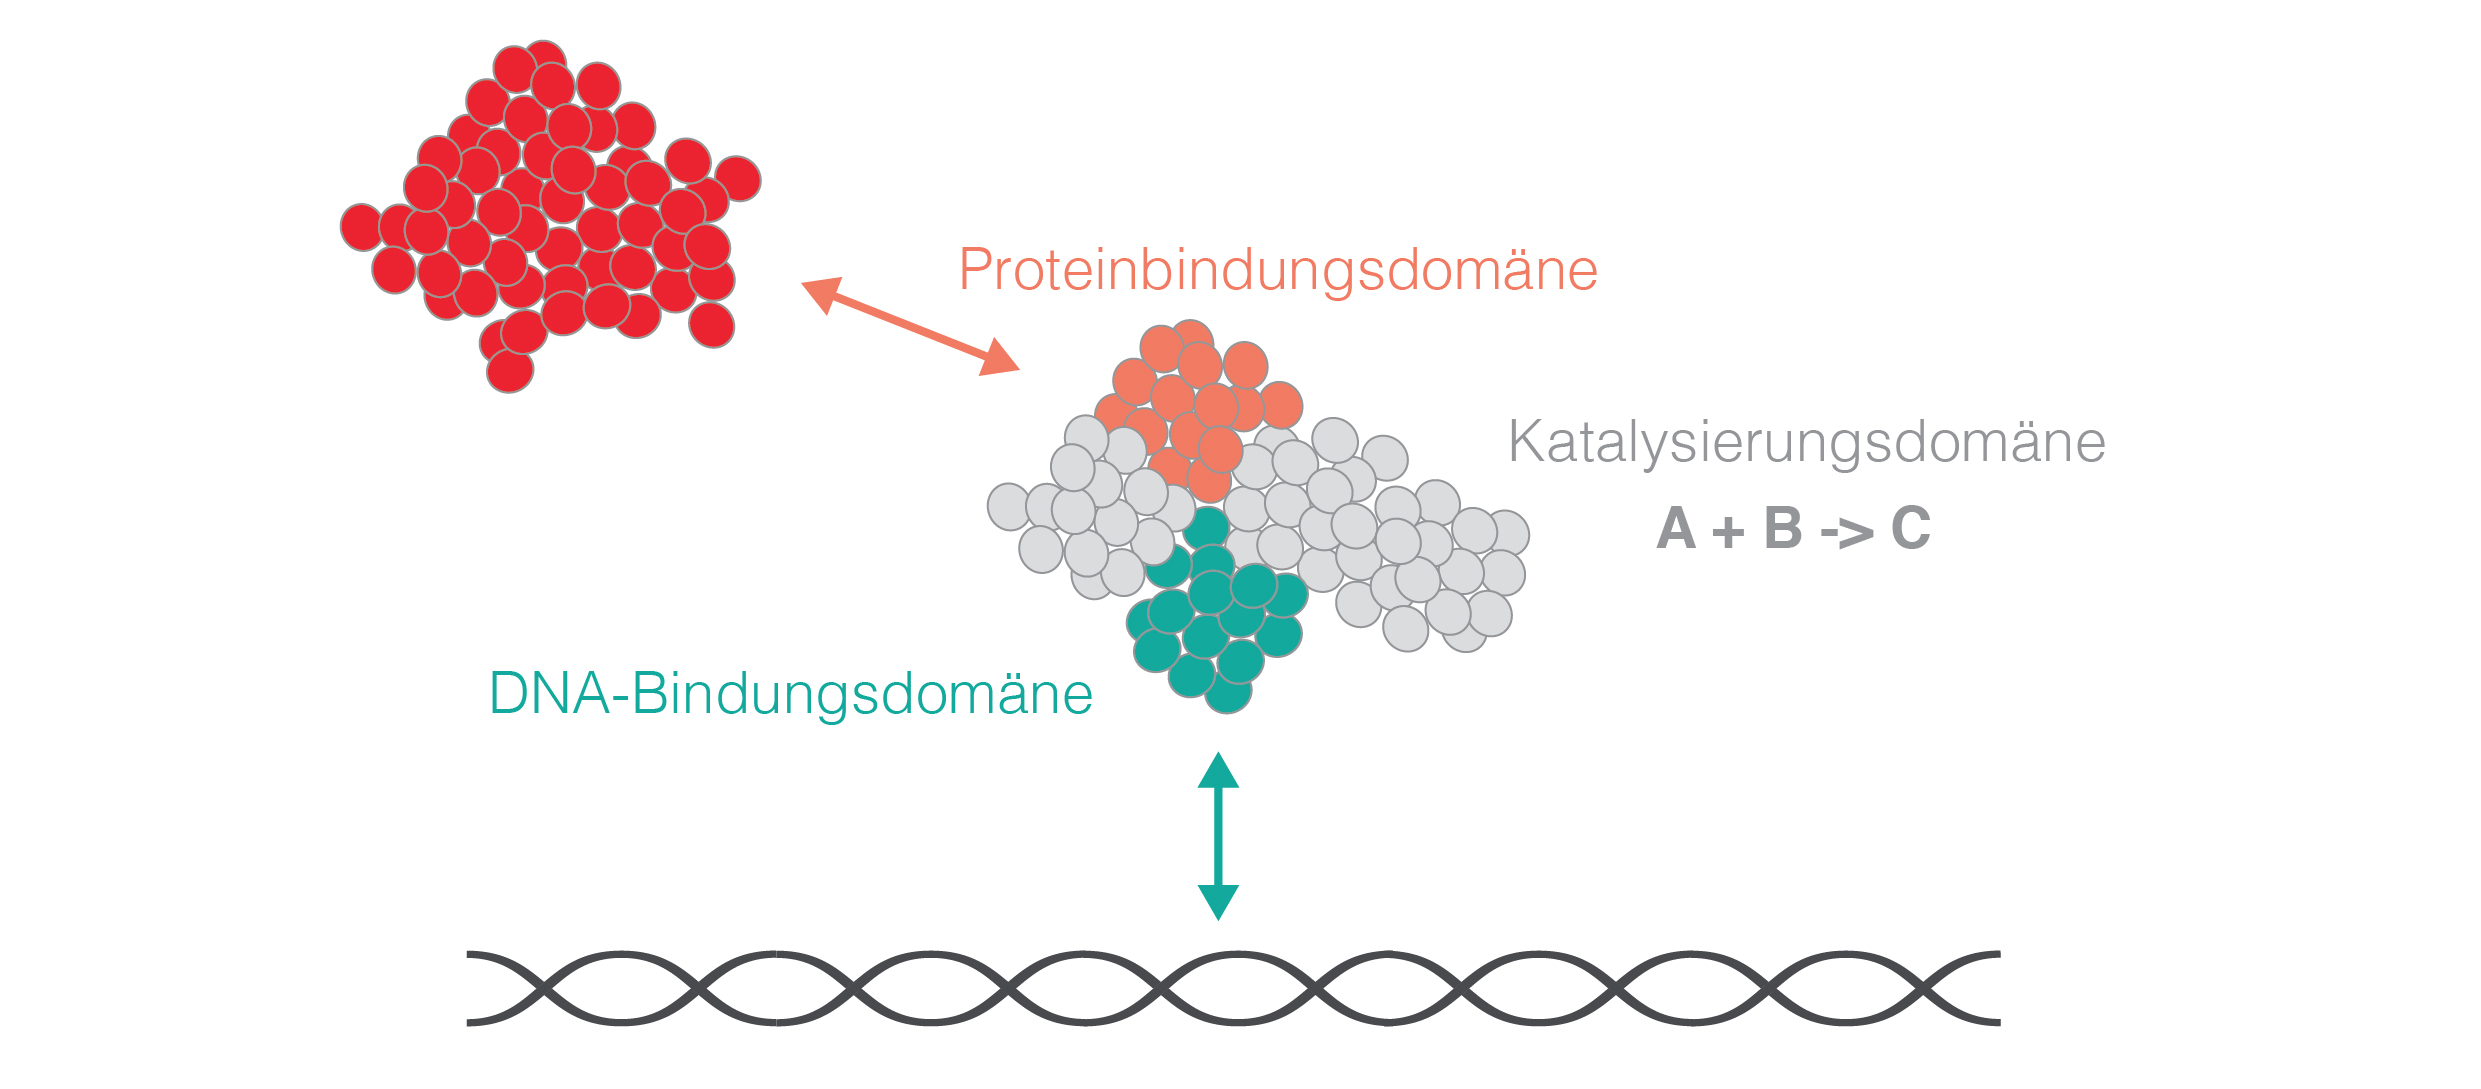 Proteinbindungsdomäne
Katalysierungsdomäne
A + B -> C
DNA-Bindungsdomäne